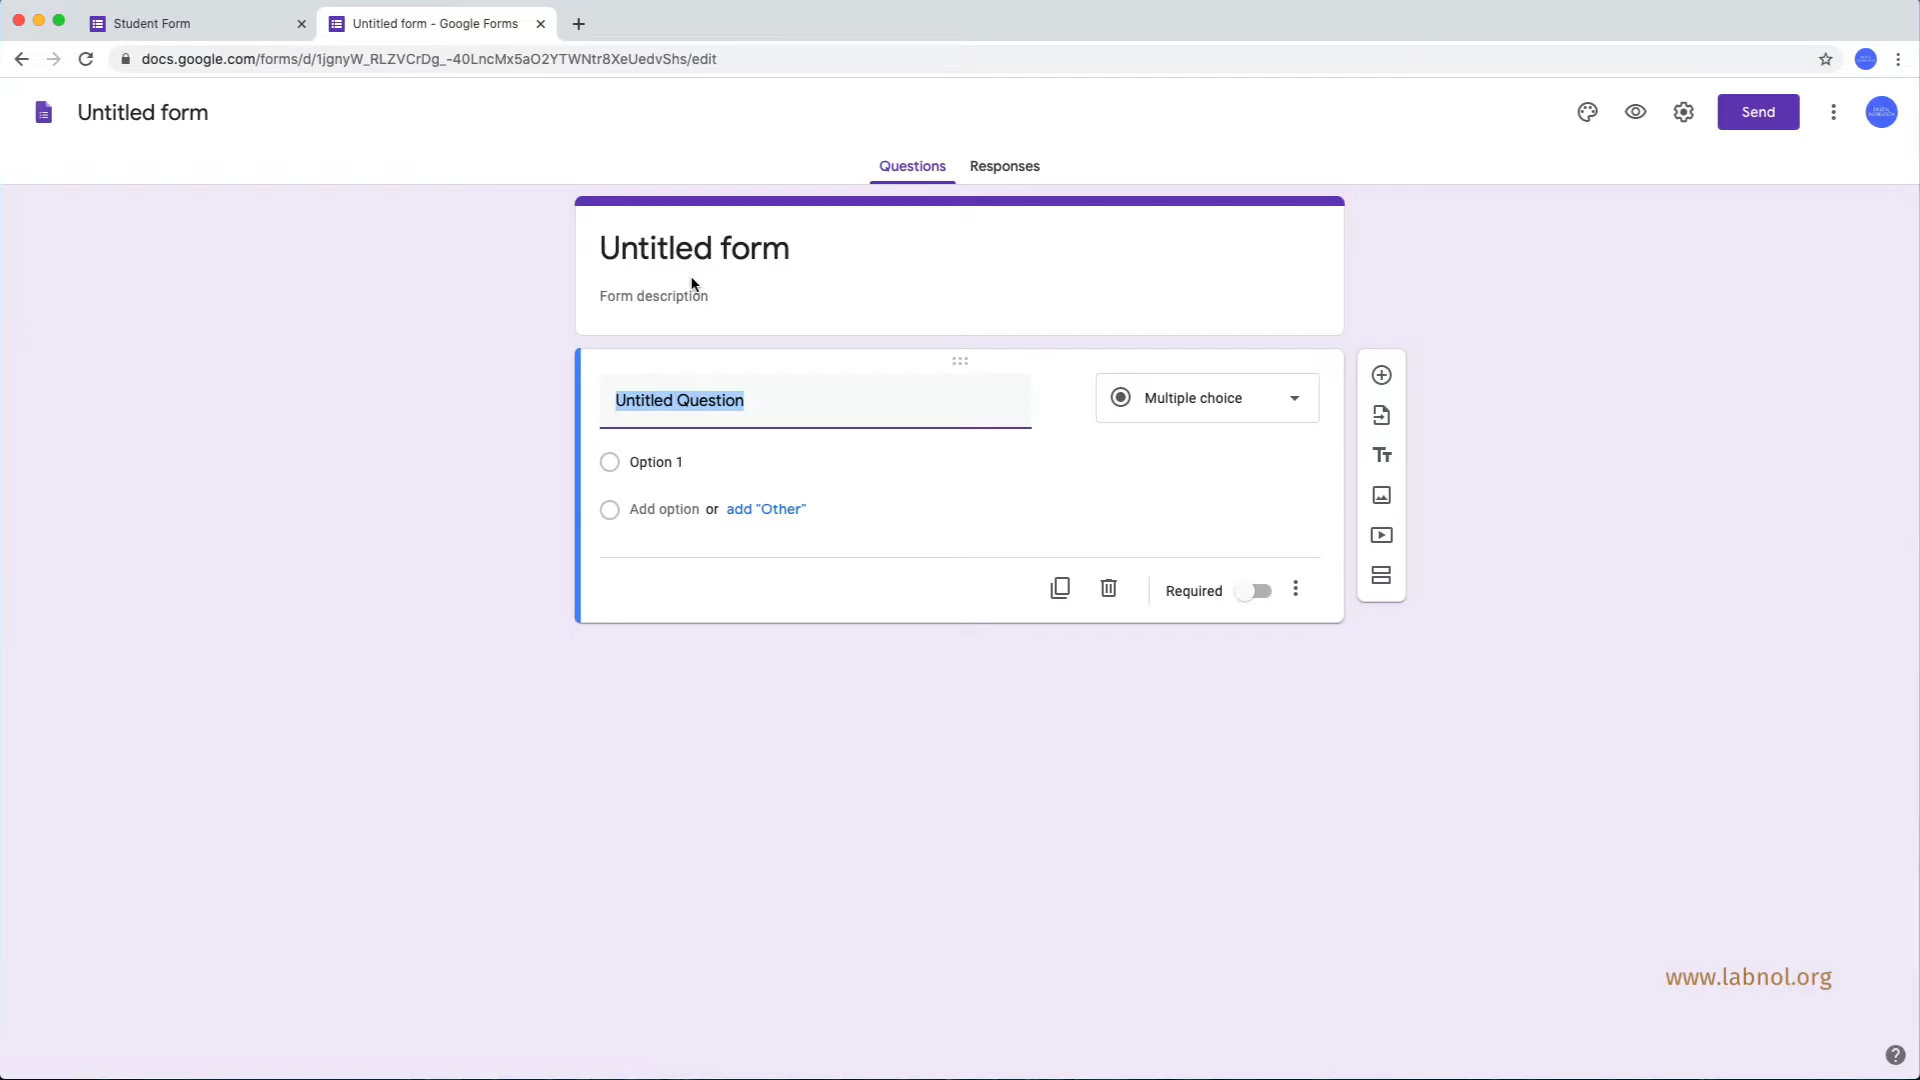 Student Form
Untitled form - Google Forms
docs.google.com/forms/d/1jgnyW_RLZVCrDg_-40LncMx5aO2YTWNtr8XeUedvShs/edit
Untitled form
Send
Questions Responses
Untitled form
Form description
Untitled Question
Multiple choice
Option 1
Add option or add "Other"
Required
www.labnol.org